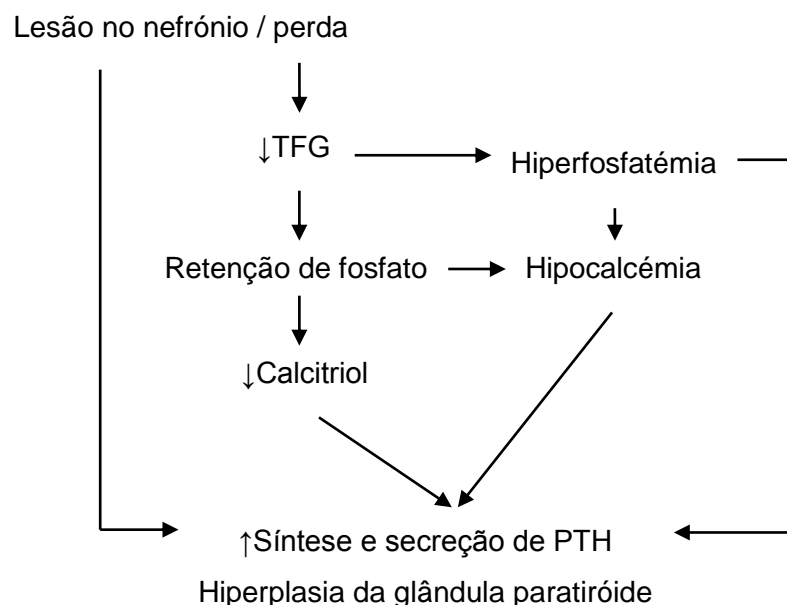 Lesão no nefrónio / perda
↓TFG
Hiperfosfatémia
Retenção de fosfato
Hipocalcémia
↓Calcitriol
↑Síntese e secreção de PTH
Hiperplasia da glândula paratiróide